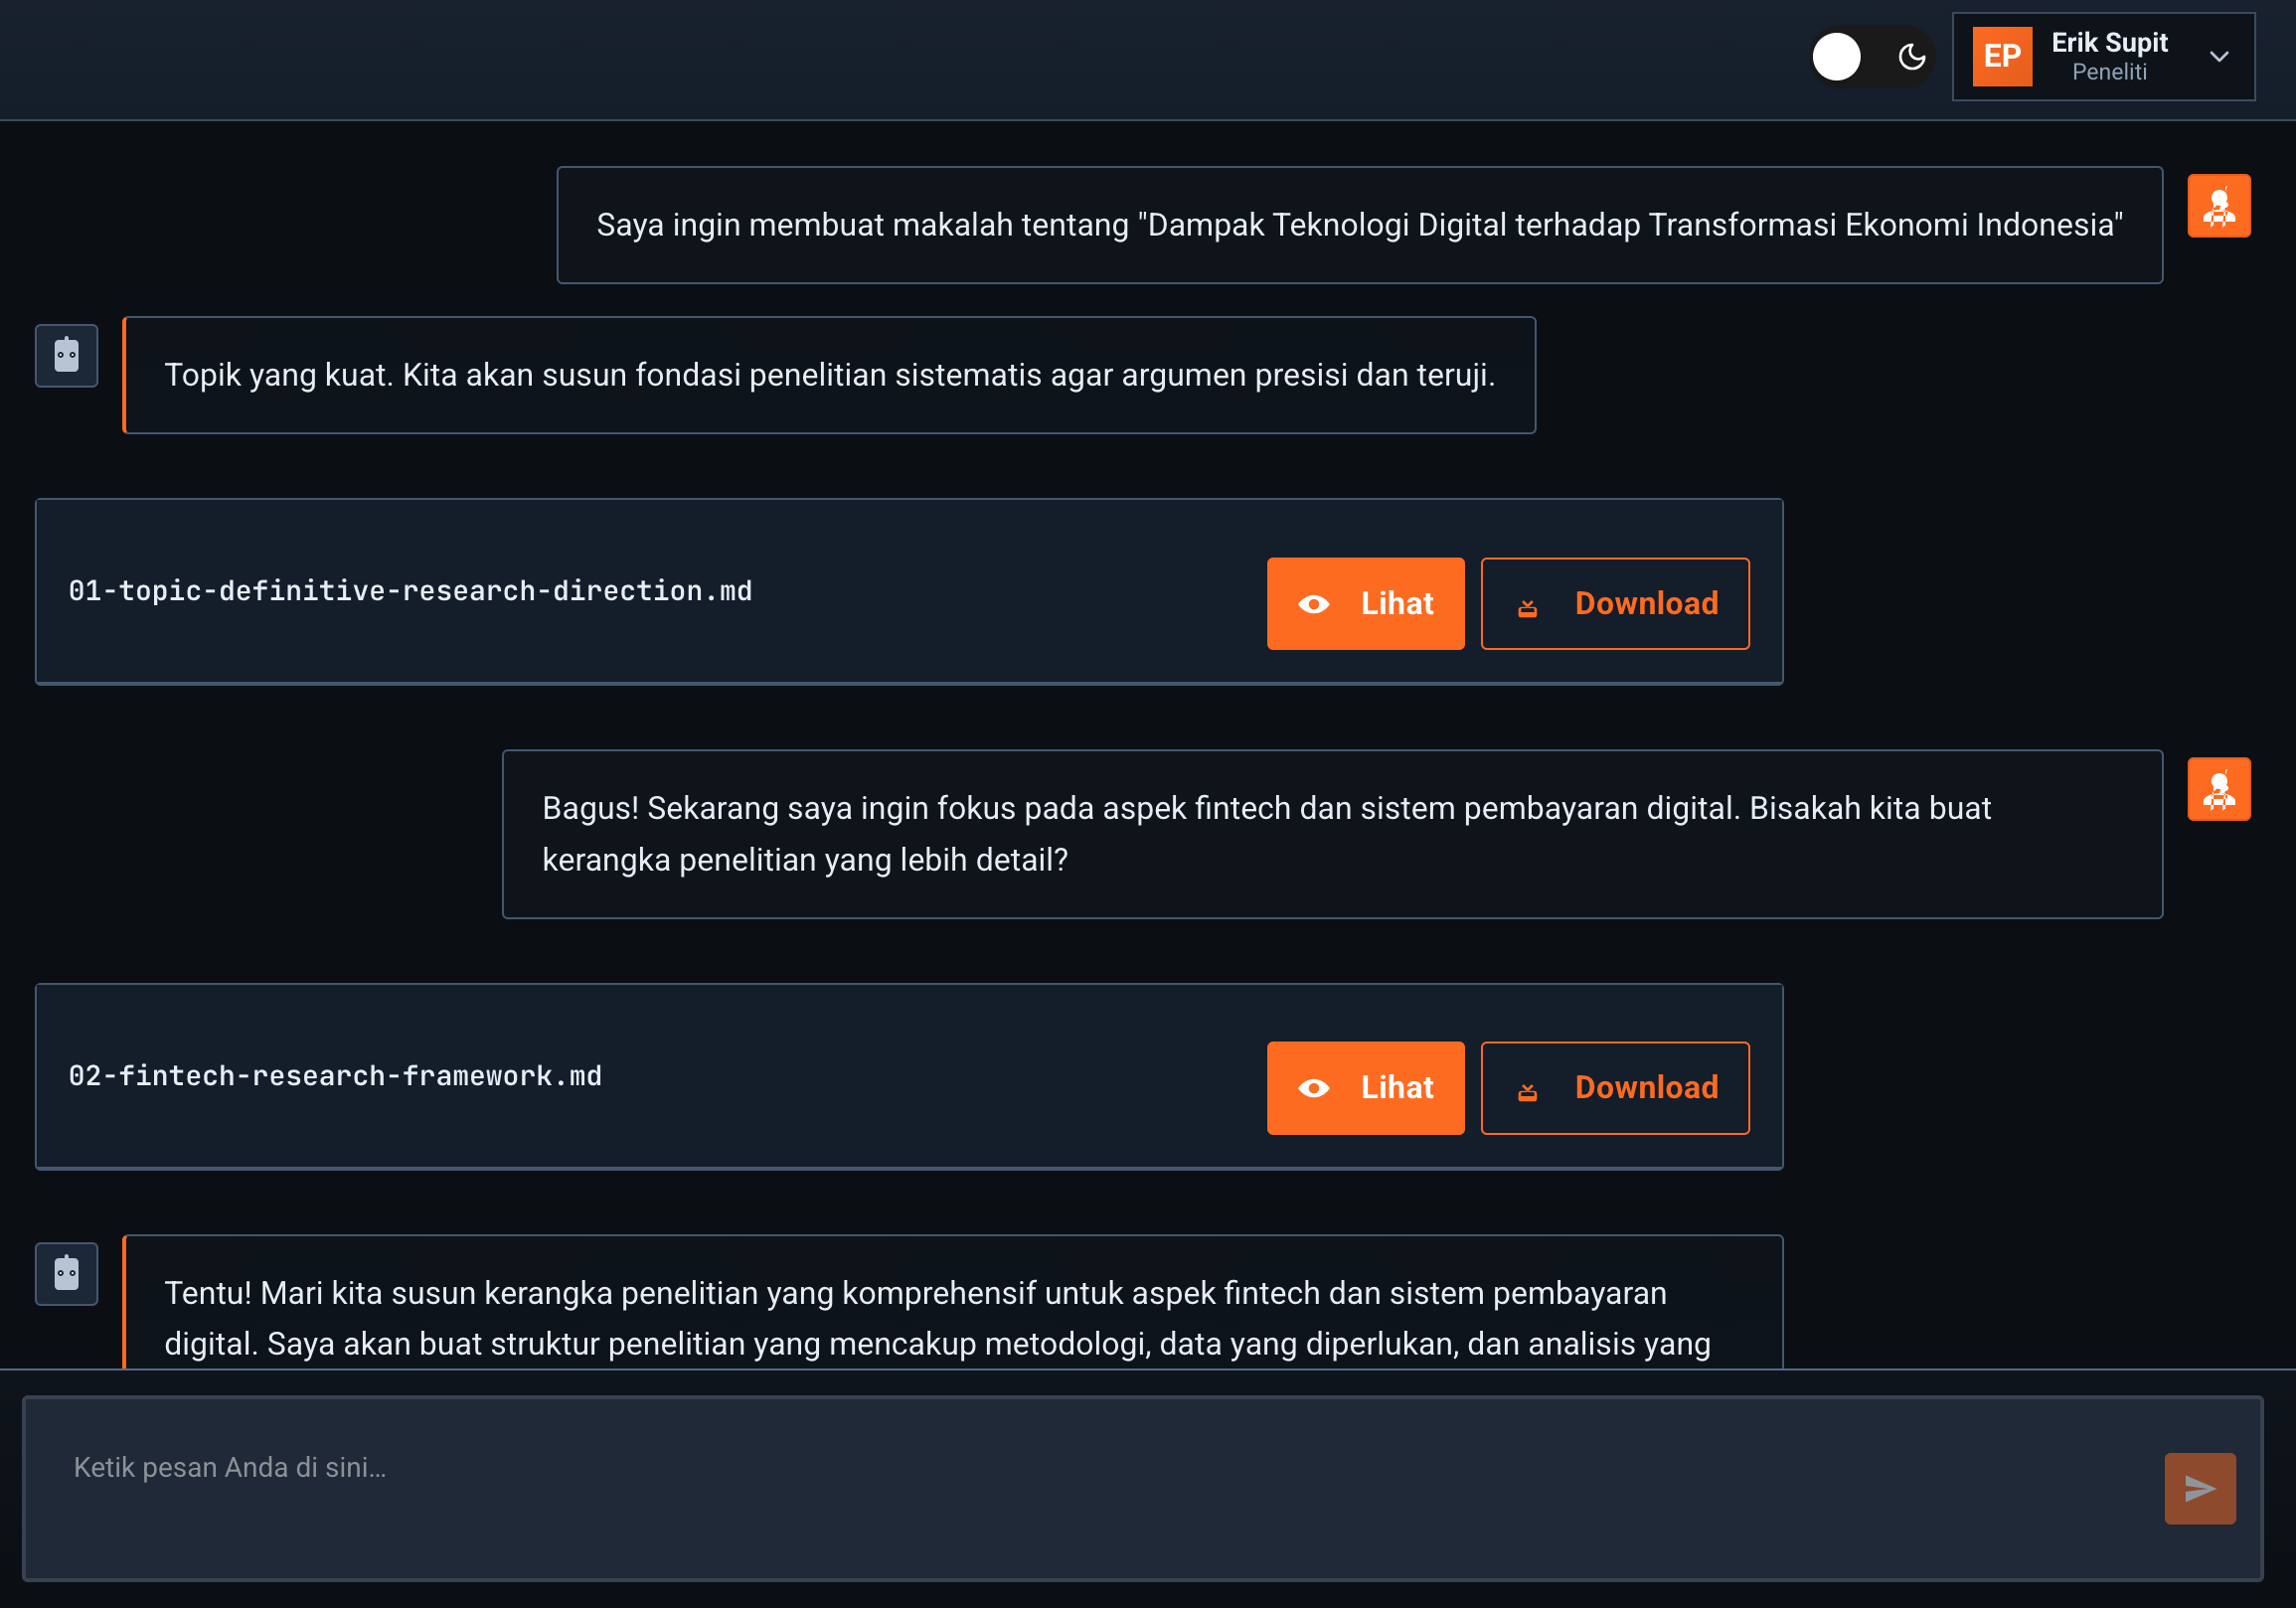 EP
Erik Supit
Peneliti
Saya ingin membuat makalah tentang "Dampak Teknologi Digital terhadap Transformasi Ekonomi Indonesia"
Topik yang kuat. Kita akan susun fondasi penelitian sistematis agar argumen presisi dan teruji.
01-topic-definitive-research-direction.md
Lihat
Download
Bagus! Sekarang saya ingin fokus pada aspek fintech dan sistem pembayaran digital. Bisakah kita buat
kerangka penelitian yang lebih detail?
02-fintech-research-framework.md
Lihat
Download
Tentu! Mari kita susun kerangka penelitian yang komprehensif untuk aspek fintech dan sistem pembayaran
digital. Saya akan buat struktur penelitian yang mencakup metodologi, data yang diperlukan, dan analisis yang
Ketik pesan Anda di sini...